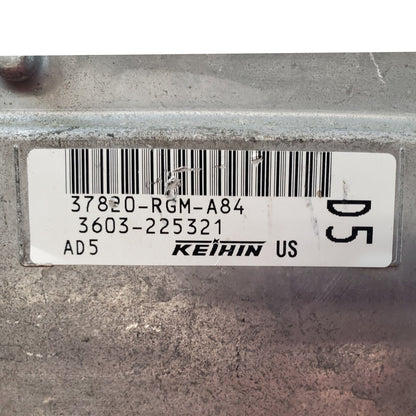 37820-RGM-A84
3603-225321
AD5 KEIHIN US
D5